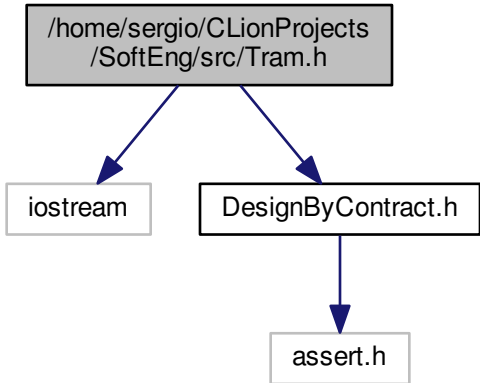 /home/sergio/CLionProjects
/SoftEng/src/Tram.h
iostream
DesignByContract.h
assert.h